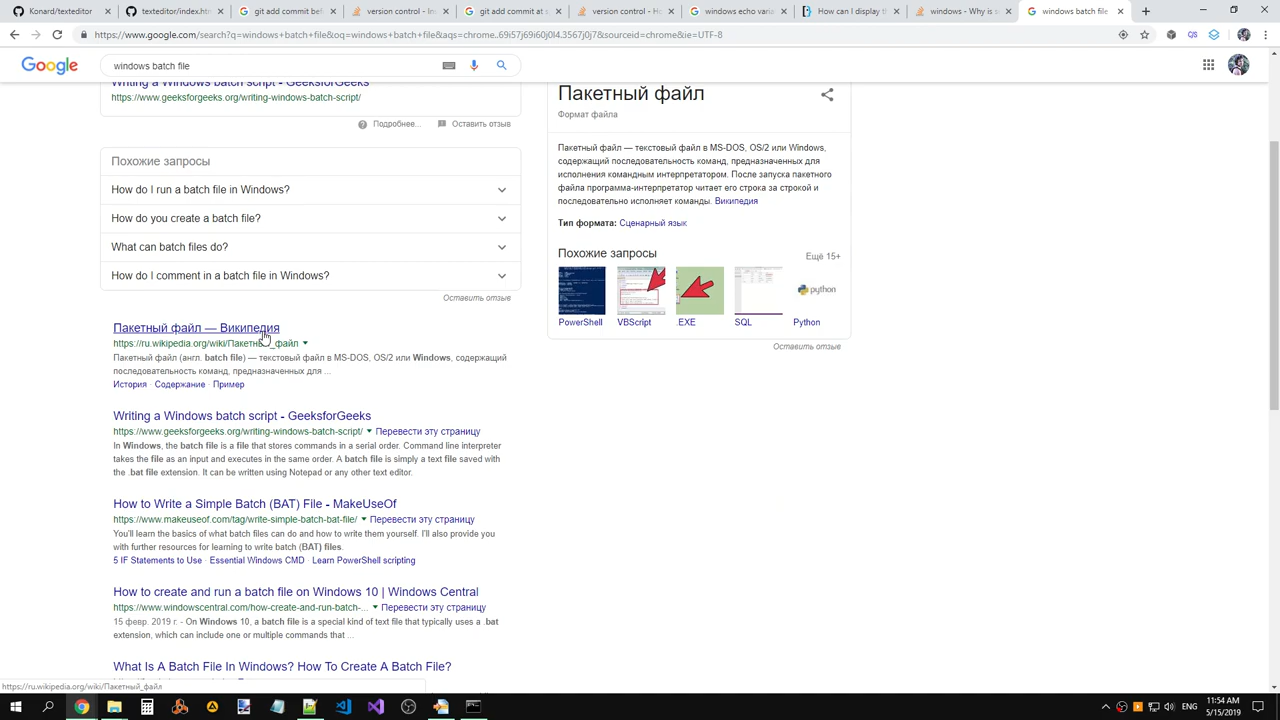 Konard/texteditor
texteditor/index.htm
git add commit bef
version control - Im
git add commit at s
version control - Ho
windows echo varia
How can I display th
windows - Why is s
windows batch file
https://www.google.com/search?q=windows+batch+file&oq=windows+batch+file&aqs=chrome..69i57j69i60j0l4.3567j0j7&sourceid=chrome&ie=UTF-8
Google
windows batch file
Writing a Windows batch script - GeeksforGeeks
https://www.geeksforgeeks.org/writing-windows-batch-script/
Подробнее...
Оставить отзыв
Похожие запросы
How do I run a batch file in Windows?
How do you create a batch file?
What can batch files do?
How do I comment in a batch file in Windows?
Оставить отзыв
Пакетный файл — Википедия
https://ru.wikipedia.org/wiki/Пакетный_файл
Пакетный файл (англ. batch file) — текстовый файл в MS-DOS, OS/2 или Windows, содержащий
последовательность команд, предназначенных для ...
История · Содержание · Пример
Writing a Windows batch script - GeeksforGeeks
https://www.geeksforgeeks.org/writing-windows-batch-script/ Перевести эту страницу
In Windows, the batch file is a file that stores commands in a serial order. Command line interpreter
takes the file as an input and executes in the same order. A batch file is simply a text file saved with
the .bat file extension. It can be written using Notepad or any other text editor.
How to Write a Simple Batch (BAT) File - MakeUseOf
https://www.makeuseof.com/tag/write-simple-batch-bat-file/ Перевести эту страницу
You'll learn the basics of what batch files can do and how to write them yourself. I'll also provide you
with further resources for learning to write batch (BAT) files.
5 IF Statements to Use · Essential Windows CMD · Learn PowerShell scripting
How to create and run a batch file on Windows 10 | Windows Central
https://www.windowscentral.com/how-create-and-run-batch-... Перевести эту страницу
15 февр. 2019 г. - On Windows 10, a batch file is a special kind of text file that typically uses a .bat
extension, which can include one or multiple commands that ...
What Is A Batch File In Windows? How To Create A Batch File?
Пакетный файл
Формат файла
Пакетный файл — текстовый файл в MS-DOS, OS/2 или Windows,
содержащий последовательность команд, предназначенных для
исполнения командным интерпретатором. После запуска пакетного
файла программа-интерпретатор читает его строка за строкой и
последовательно исполняет команды. Википедия
Тип формата: Сценарный язык
Похожие запросы
Ещё 15+
python
PowerShell
VBScript
.EXE
SQL
Python
Оставить отзыв
https://ru.wikipedia.org/wiki/Пакетный_файл
ENG
11:54 AM
5/15/2019